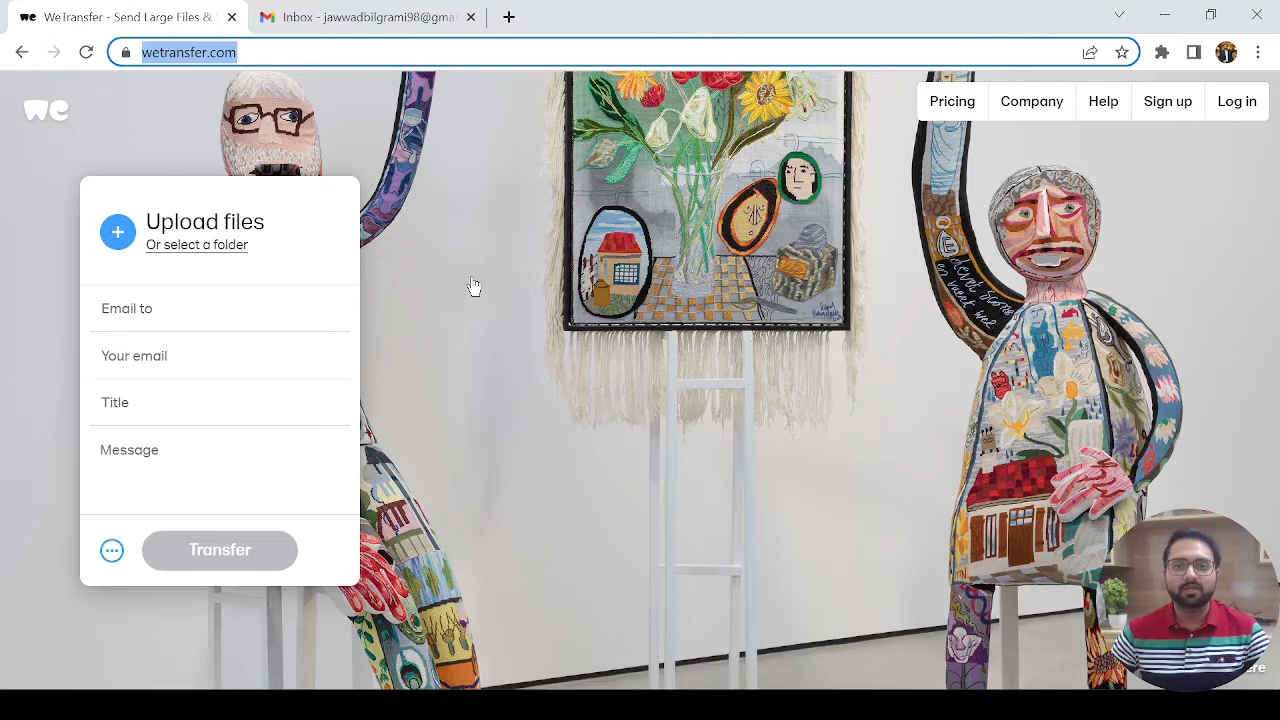 WeTransfer - Send Large Files &
Inbox - jawwadbilgrami98@gma
wetransfer.com
we
Pricing
Company
Help
Sign up
Log in
Upload files
Or select a folder
Email to
Your email
Title
Message
Transfer